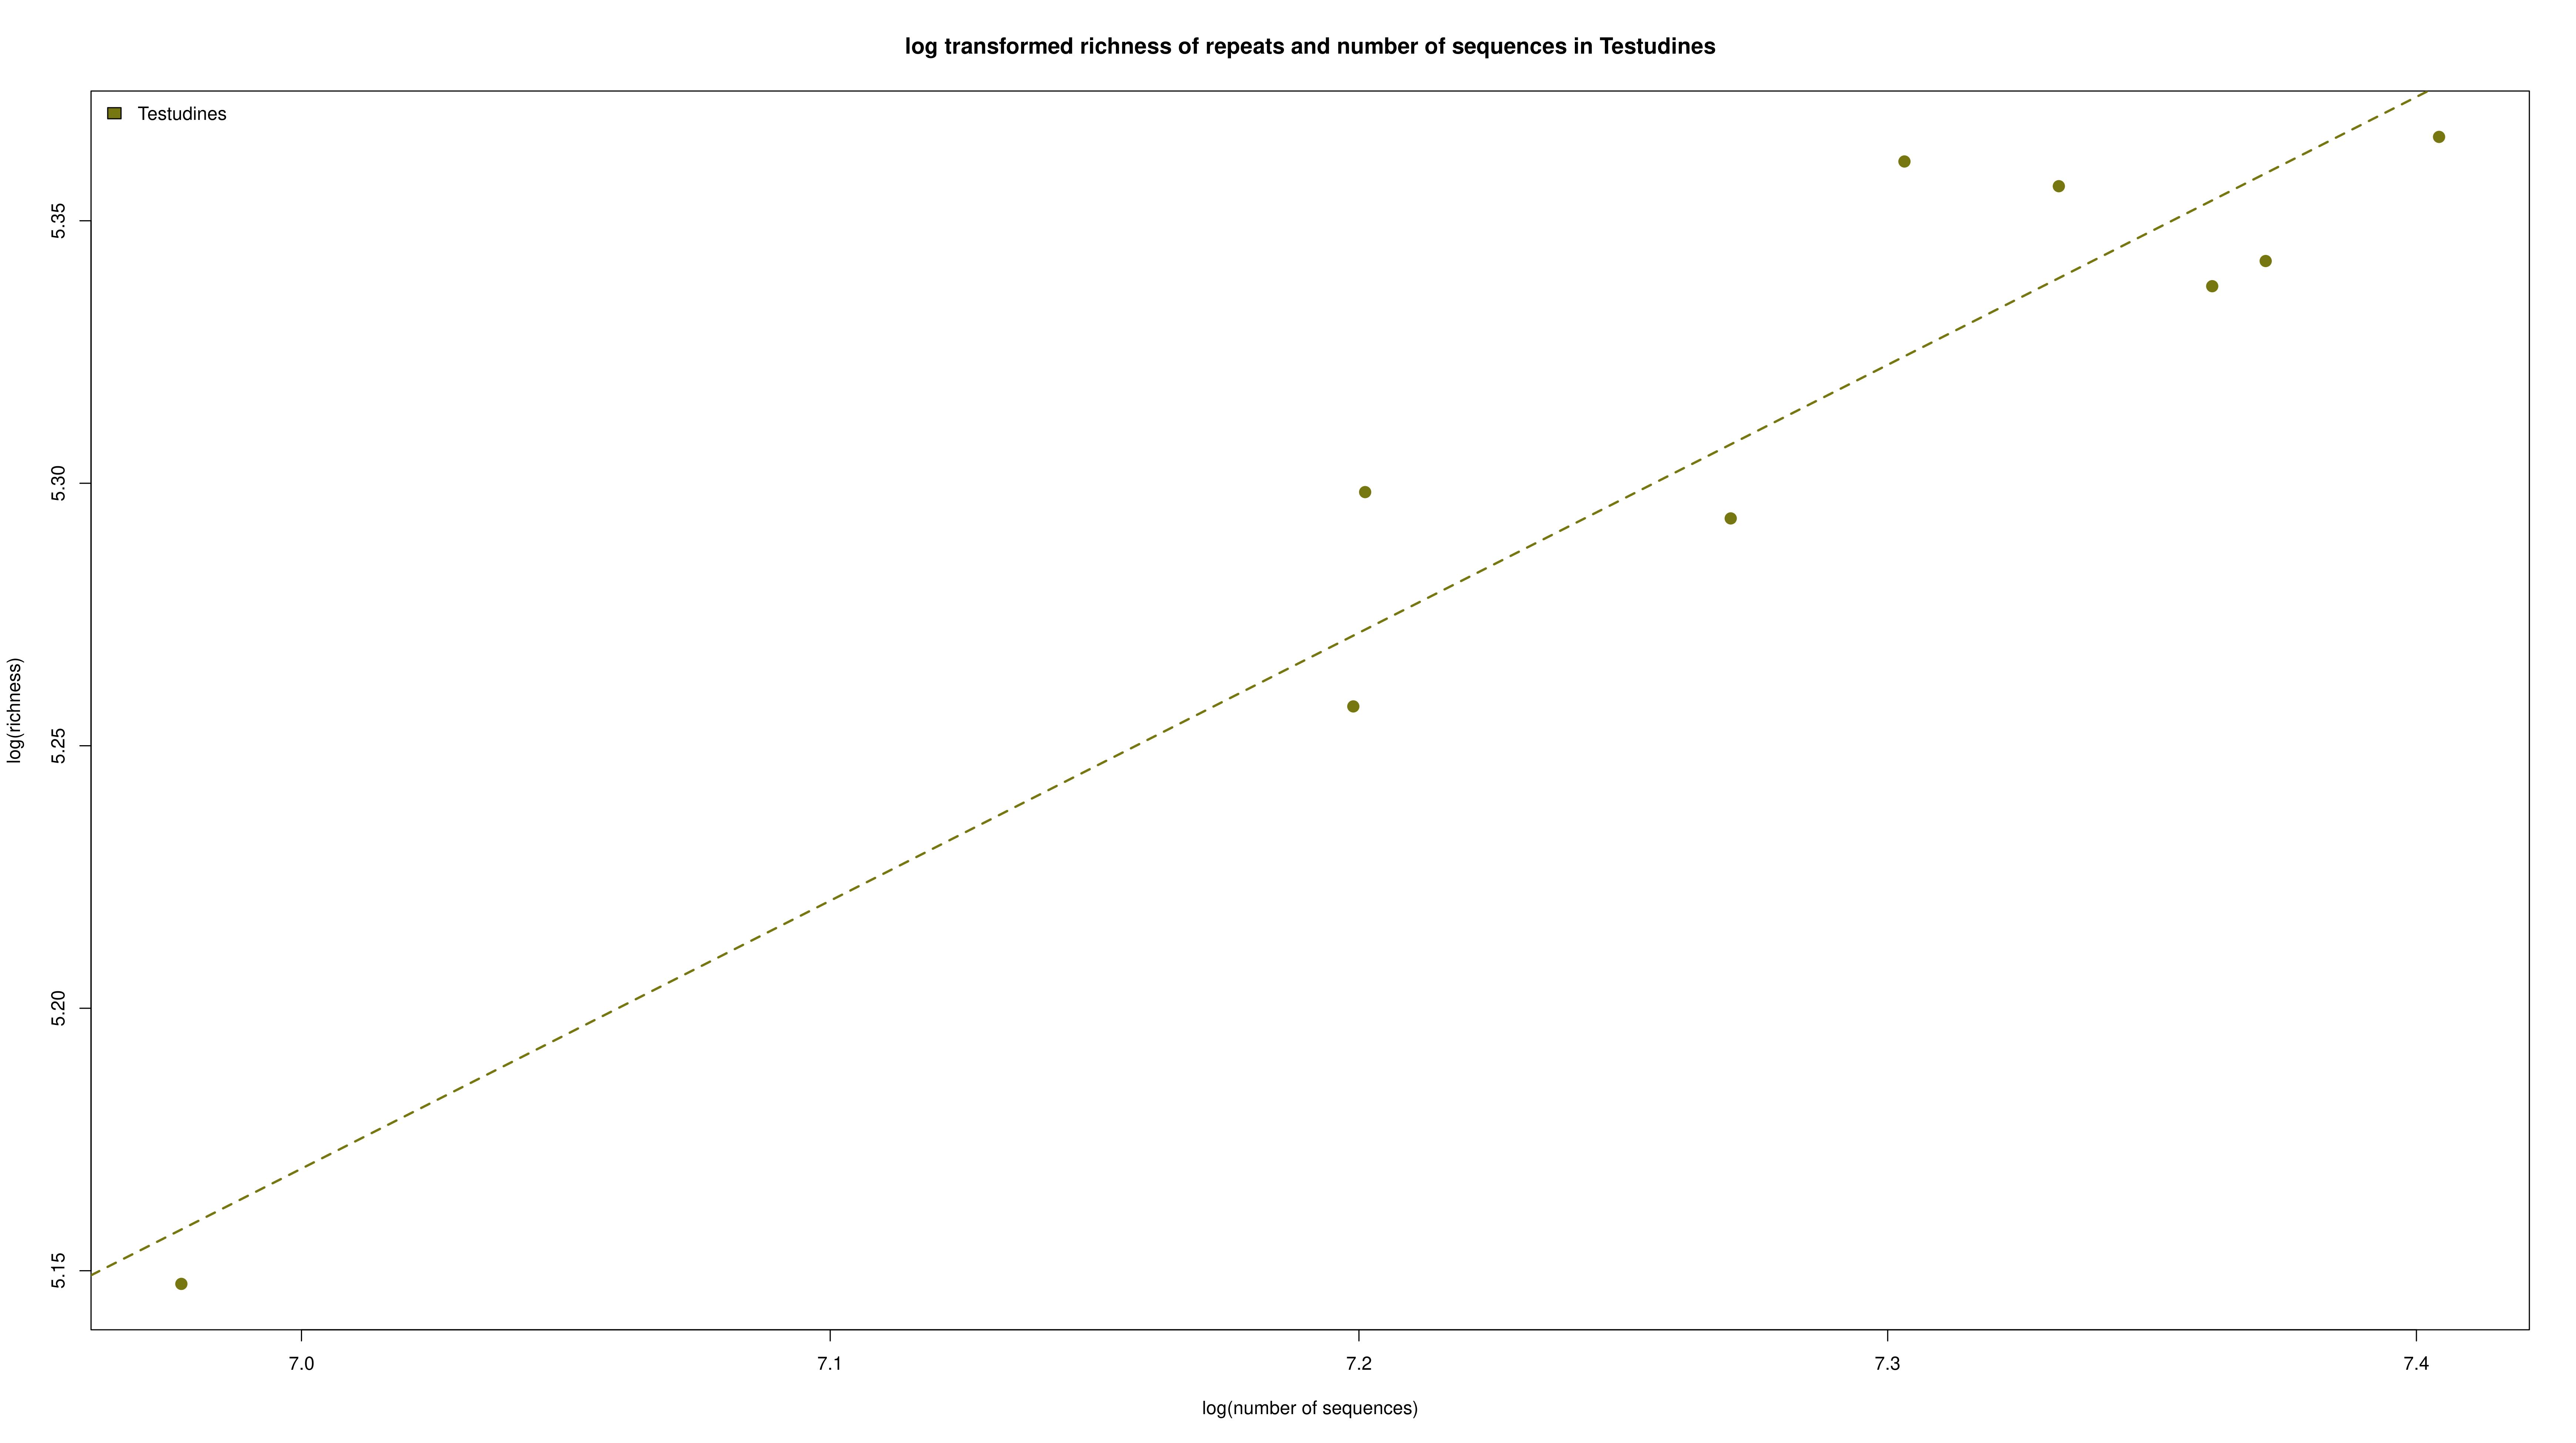 log transformed richness of repeats and number of sequences in Testudines
Testudines
log(richness)
5.35
5.30
5.25
5.20
5.15
7.0 7.1 7.2 7.3 7.4
log(number of sequences)